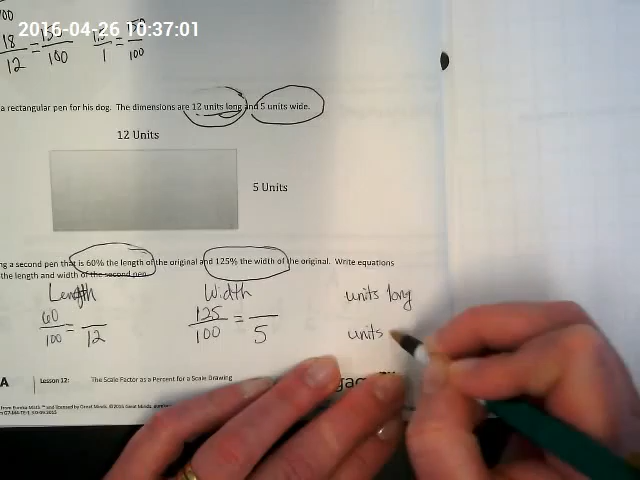 2016-04-26 10:37:01
100
18/12 = 15/100 1.5/1 = 150/100
a rectangular pen for his dog. The dimensions are 12 units long and 5 units wide.
12 Units
5 Units
ng a second pen that is 60% the length of the original and 125% the width of the original. Write equations
the length and width of the second pen.
Length Width units long
60/100 = /12 125/100 = /5 units
A Lesson 12: The Scale Factor as a Percent for a Scale Drawing